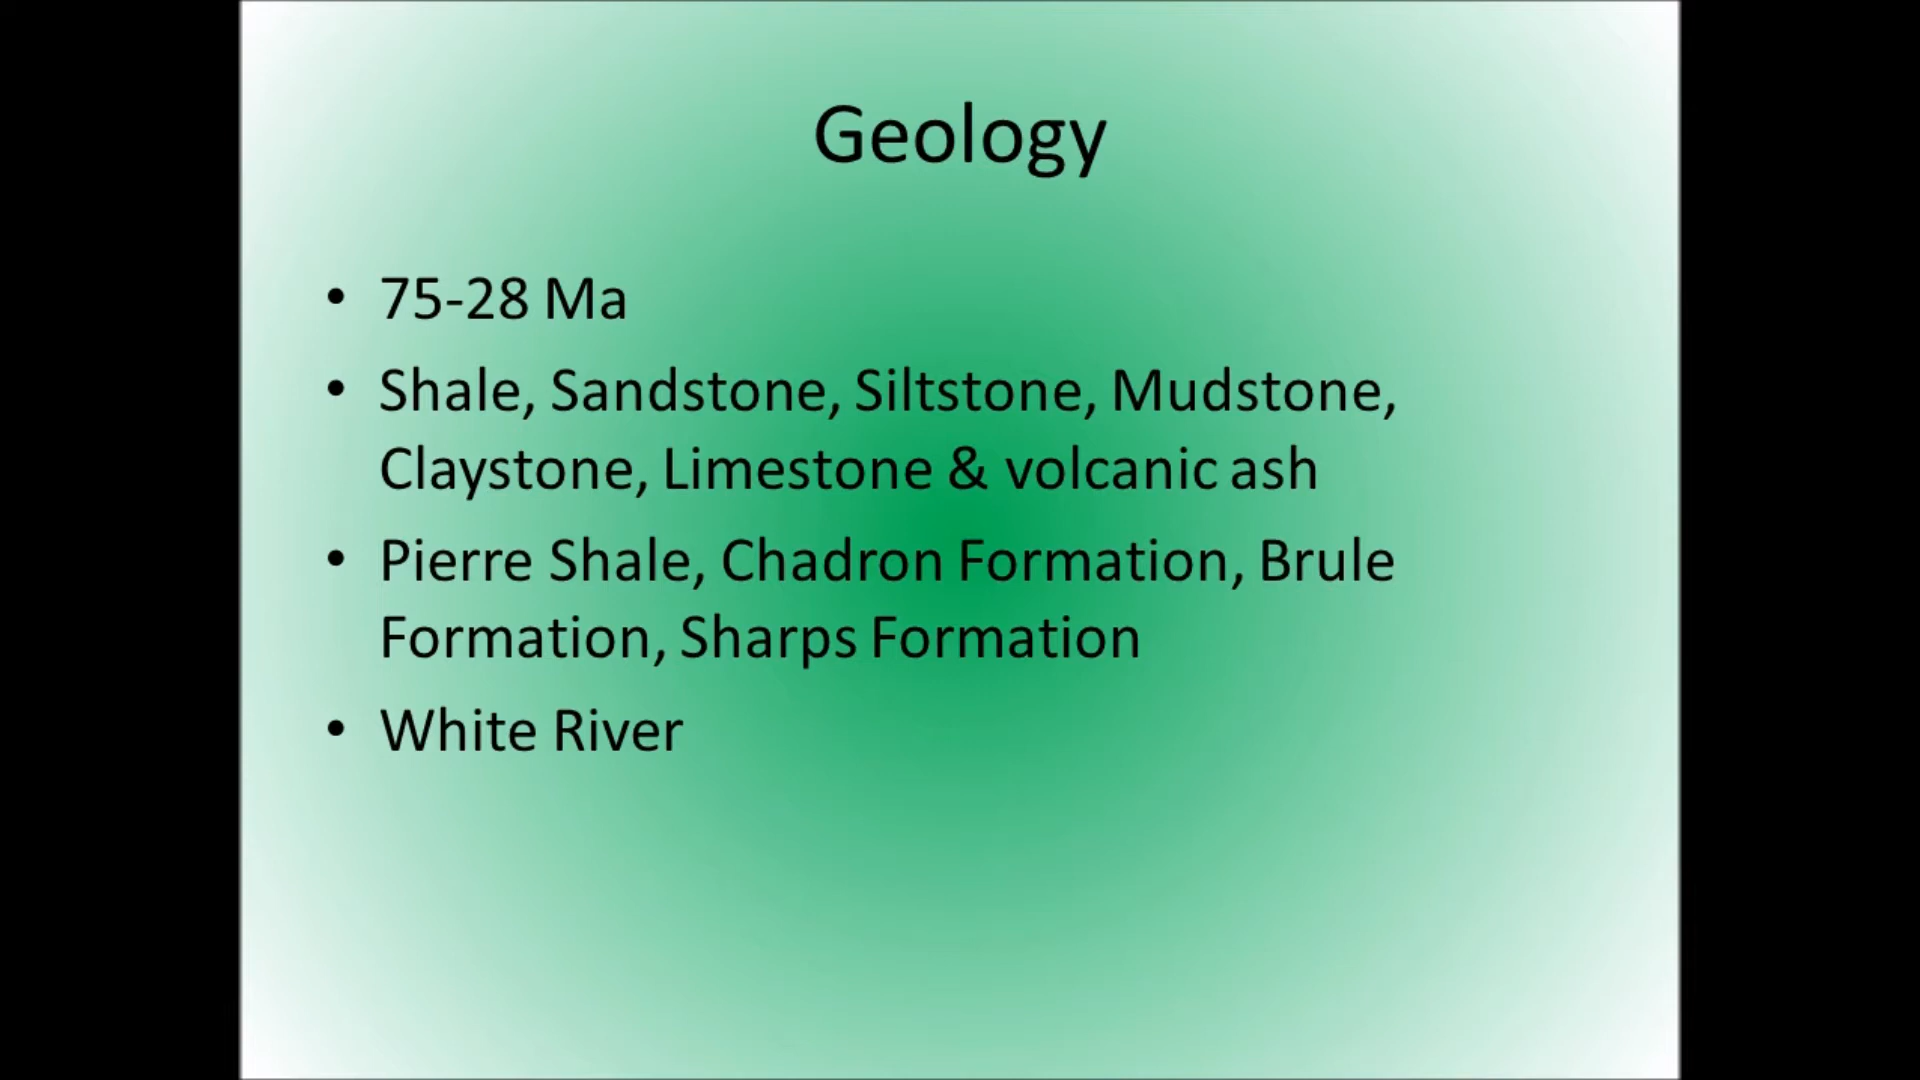 Geology
• 75-28 Ma
• Shale, Sandstone, Siltstone, Mudstone,
Claystone, Limestone & volcanic ash
• Pierre Shale, Chadron Formation, Brule
Formation, Sharps Formation
• White River